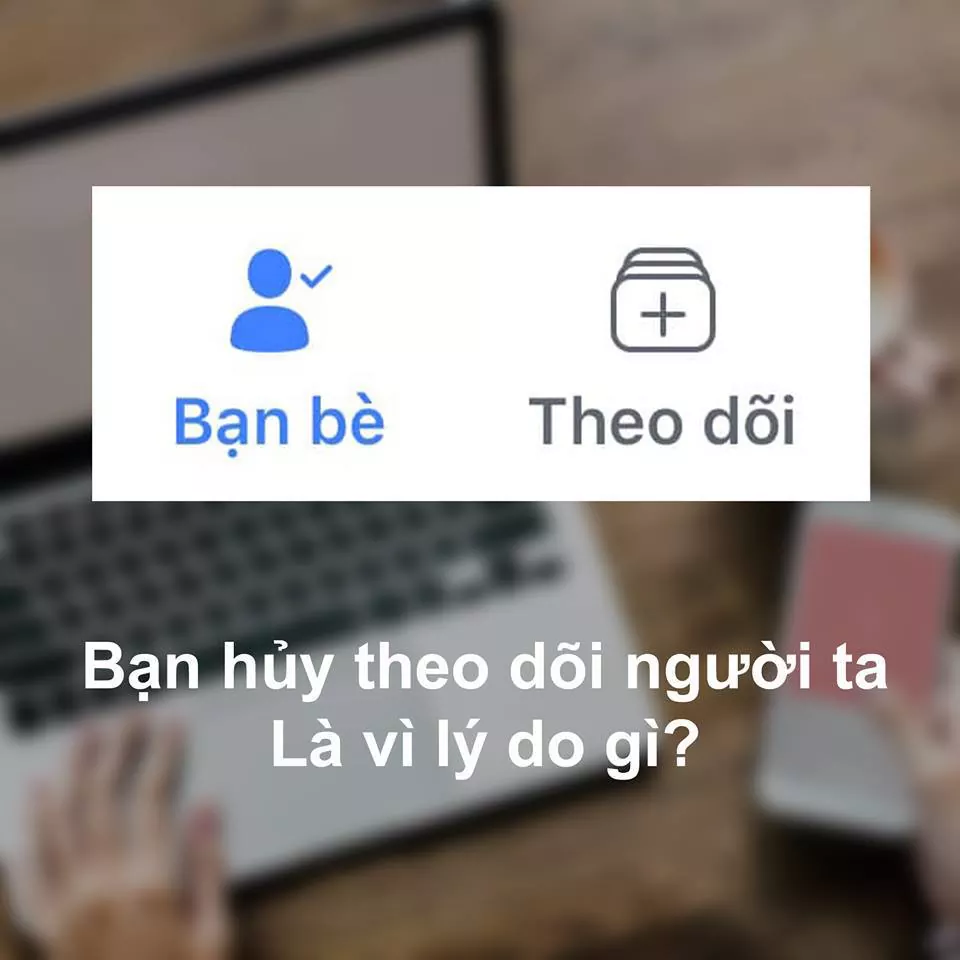 Bạn bè
Theo dõi
Bạn hủy theo dõi người ta
Là vì lý do gì?